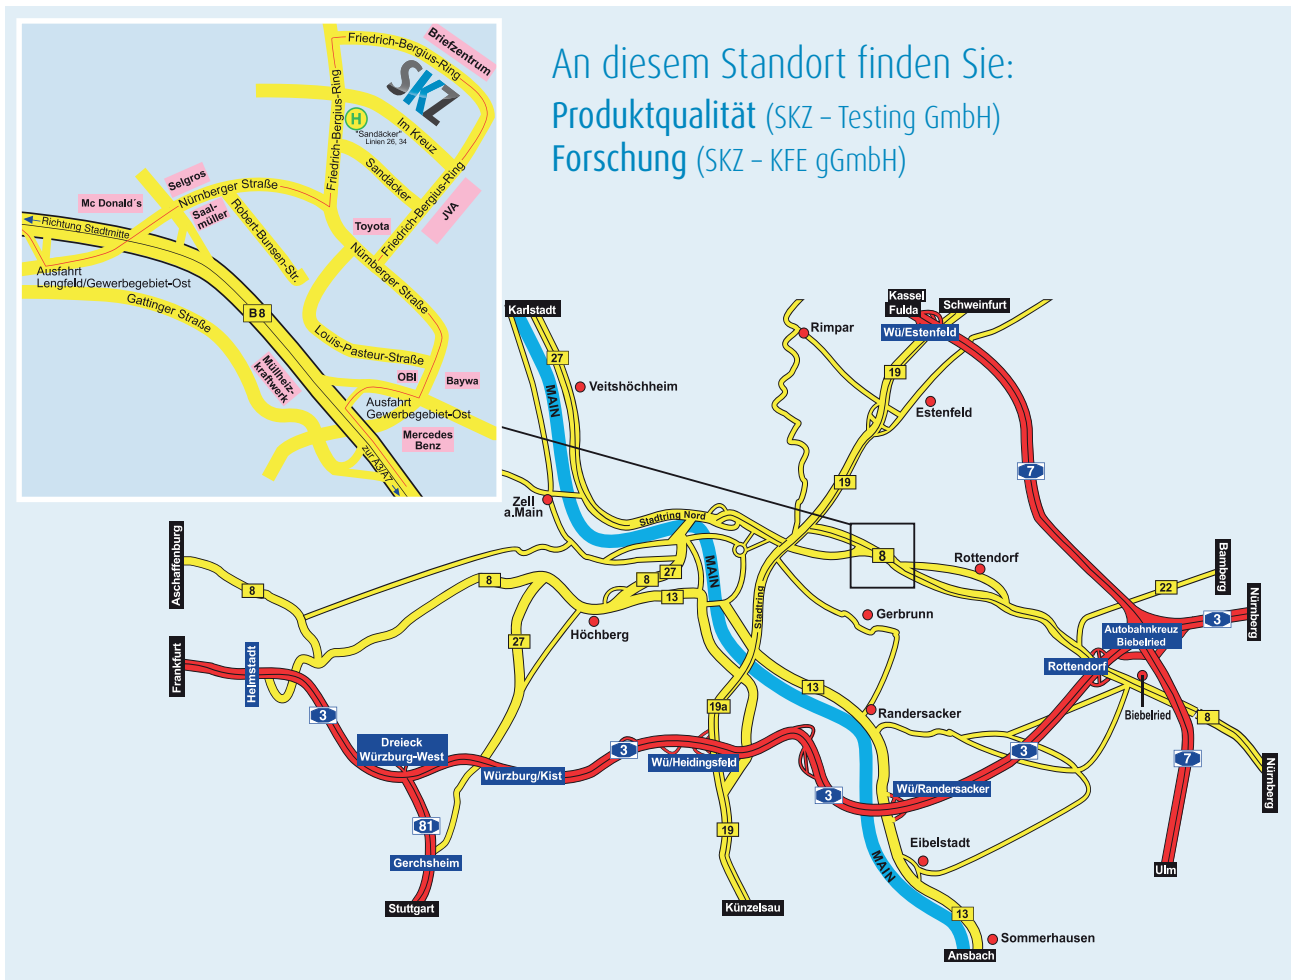 An diesem Standort finden Sie:
Produktqualität (SKZ – Testing GmbH)
Forschung (SKZ – KFE gGmbH)
Friedrich-Bergius-Ring
Briefzentrum
SKZ
Friedrich-Bergius-Ring
H
"Sandäcker"
Linien 26, 34
Im Kreuz
Sandäcker
Friedrich-Bergius-Ring
JVA
Selgros
Mc Donald´s
Nürnberger Straße
Saal-
müller
Robert-Bunsen-Str.
Toyota
Richtung Stadtmitte
Nürnberger Straße
Ausfahrt
Lengfeld/Gewerbegebiet-Ost
Gattinger Straße
B 8
Louis-Pasteur-Straße
Müllheiz-
kraftwerk
OBI
Baywa
Ausfahrt
Gewerbegebiet-Ost
Mercedes
Benz
zur A3/A7
Karlstadt
Kassel
Fulda
Schweinfurt
Wü/Estenfeld
Rimpar
27
19
MAIN
Veitshöchheim
Estenfeld
7
19
Zell
a.Main
Stadtring Nord
Aschaffenburg
8
8
8
27
13
MAIN
Stadtring
8
Rottendorf
22
Bamberg
Nürnberg
3
Höchberg
Gerbrunn
27
Autobahnkreuz
Biebelried
Rottendorf
Biebelried
8
Nürnberg
Frankfurt
Helmstadt
3
13
19a
Randersacker
Dreieck
Würzburg-West
Würzburg/Kist
3
Wü/Heidingsfeld
3
3
7
Wü/Randersacker
81
Gerchsheim
19
Eibelstadt
MAIN
Ulm
Stuttgart
Künzelsau
13
Sommerhausen
Ansbach